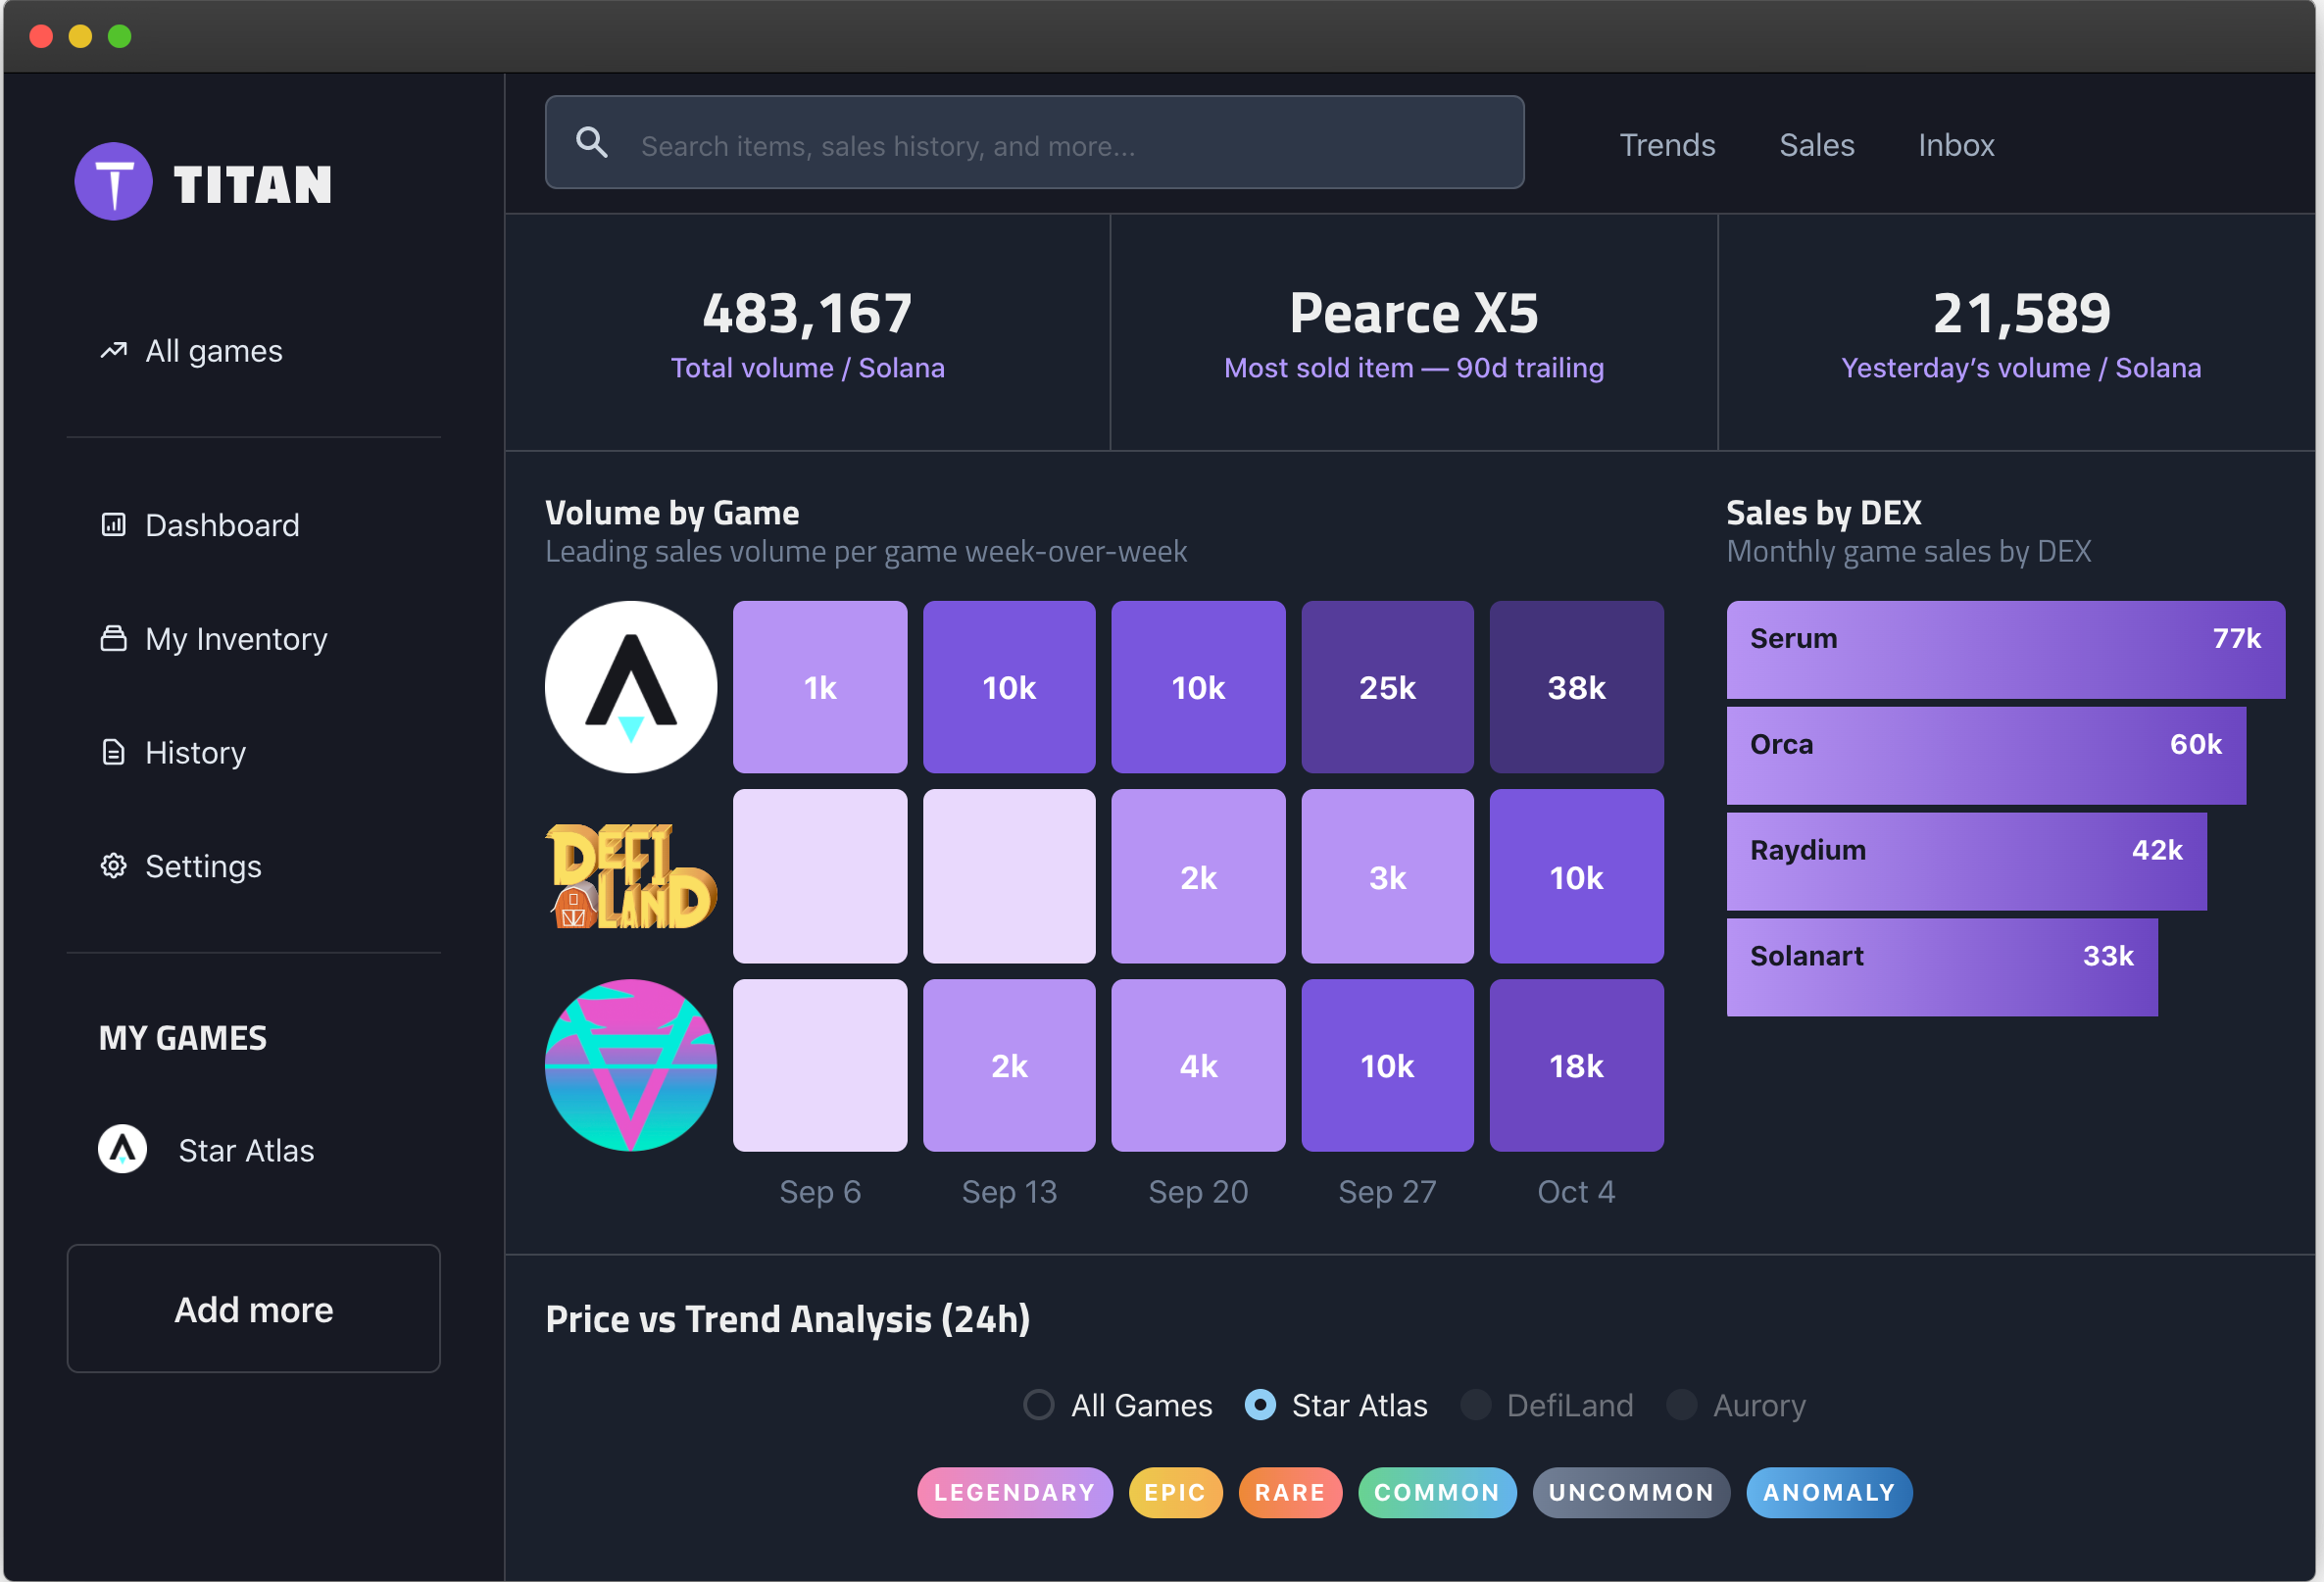 TITAN
All games
Dashboard
My Inventory
History
Settings
MY GAMES
Star Atlas
Add more
Search items, sales history, and more...
Trends Sales Inbox
483,167
Total volume / Solana
Pearce X5
Most sold item — 90d trailing
21,589
Yesterday’s volume / Solana
Volume by Game
Leading sales volume per game week-over-week
1k 10k 10k 25k 38k
DEFI
LAND
2k 3k 10k
2k 4k 10k 18k
Sep 6 Sep 13 Sep 20 Sep 27 Oct 4
Sales by DEX
Monthly game sales by DEX
Serum 77k
Orca 60k
Raydium 42k
Solanart 33k
Price vs Trend Analysis (24h)
All Games Star Atlas DefiLand Aurory
LEGENDARY EPIC RARE COMMON UNCOMMON ANOMALY